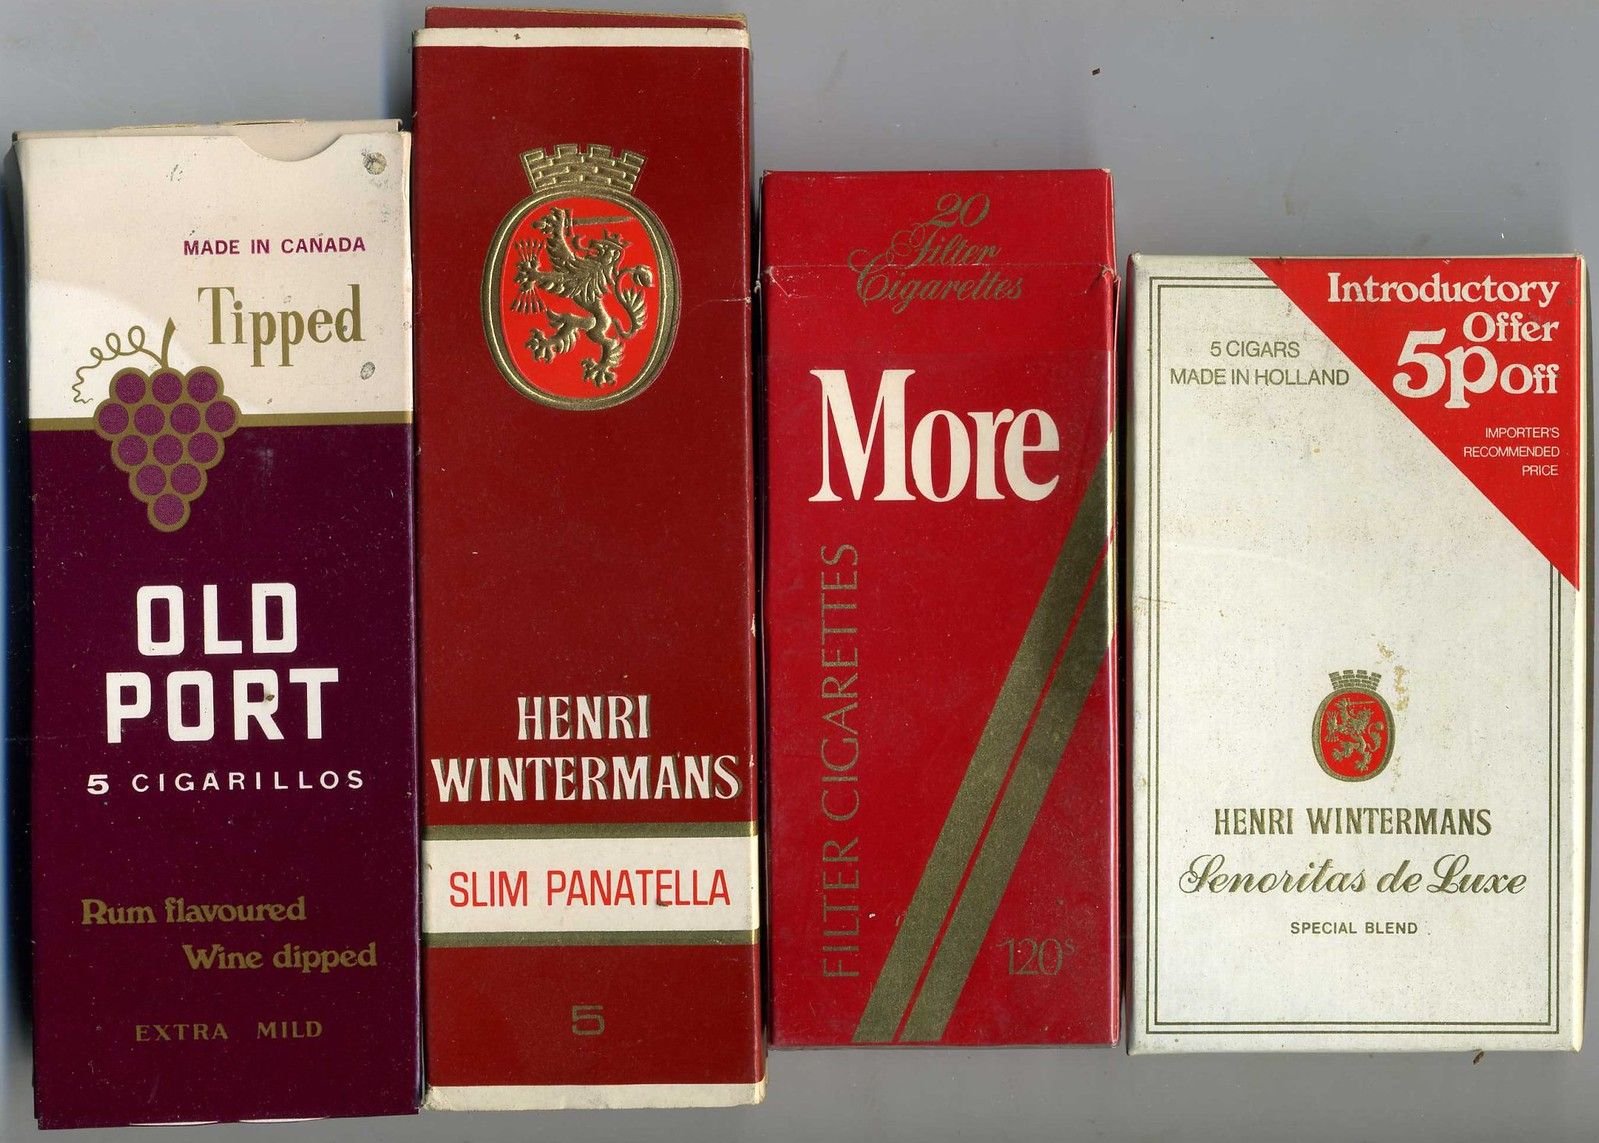 MADE IN CANADA
Tipped
OLD
PORT
5 CIGARILLOS
Rum flavoured
Wine dipped
EXTRA MILD
HENRI
WINTERMANS
SLIM PANATELLA
5
20
Filter
Cigarettes
More
FILTER CIGARETTES
120s
Introductory
Offer
5p off
IMPORTER'S
RECOMMENDED
PRICE
5 CIGARS
MADE IN HOLLAND
HENRI WINTERMANS
Senoritas de Luxe
SPECIAL BLEND